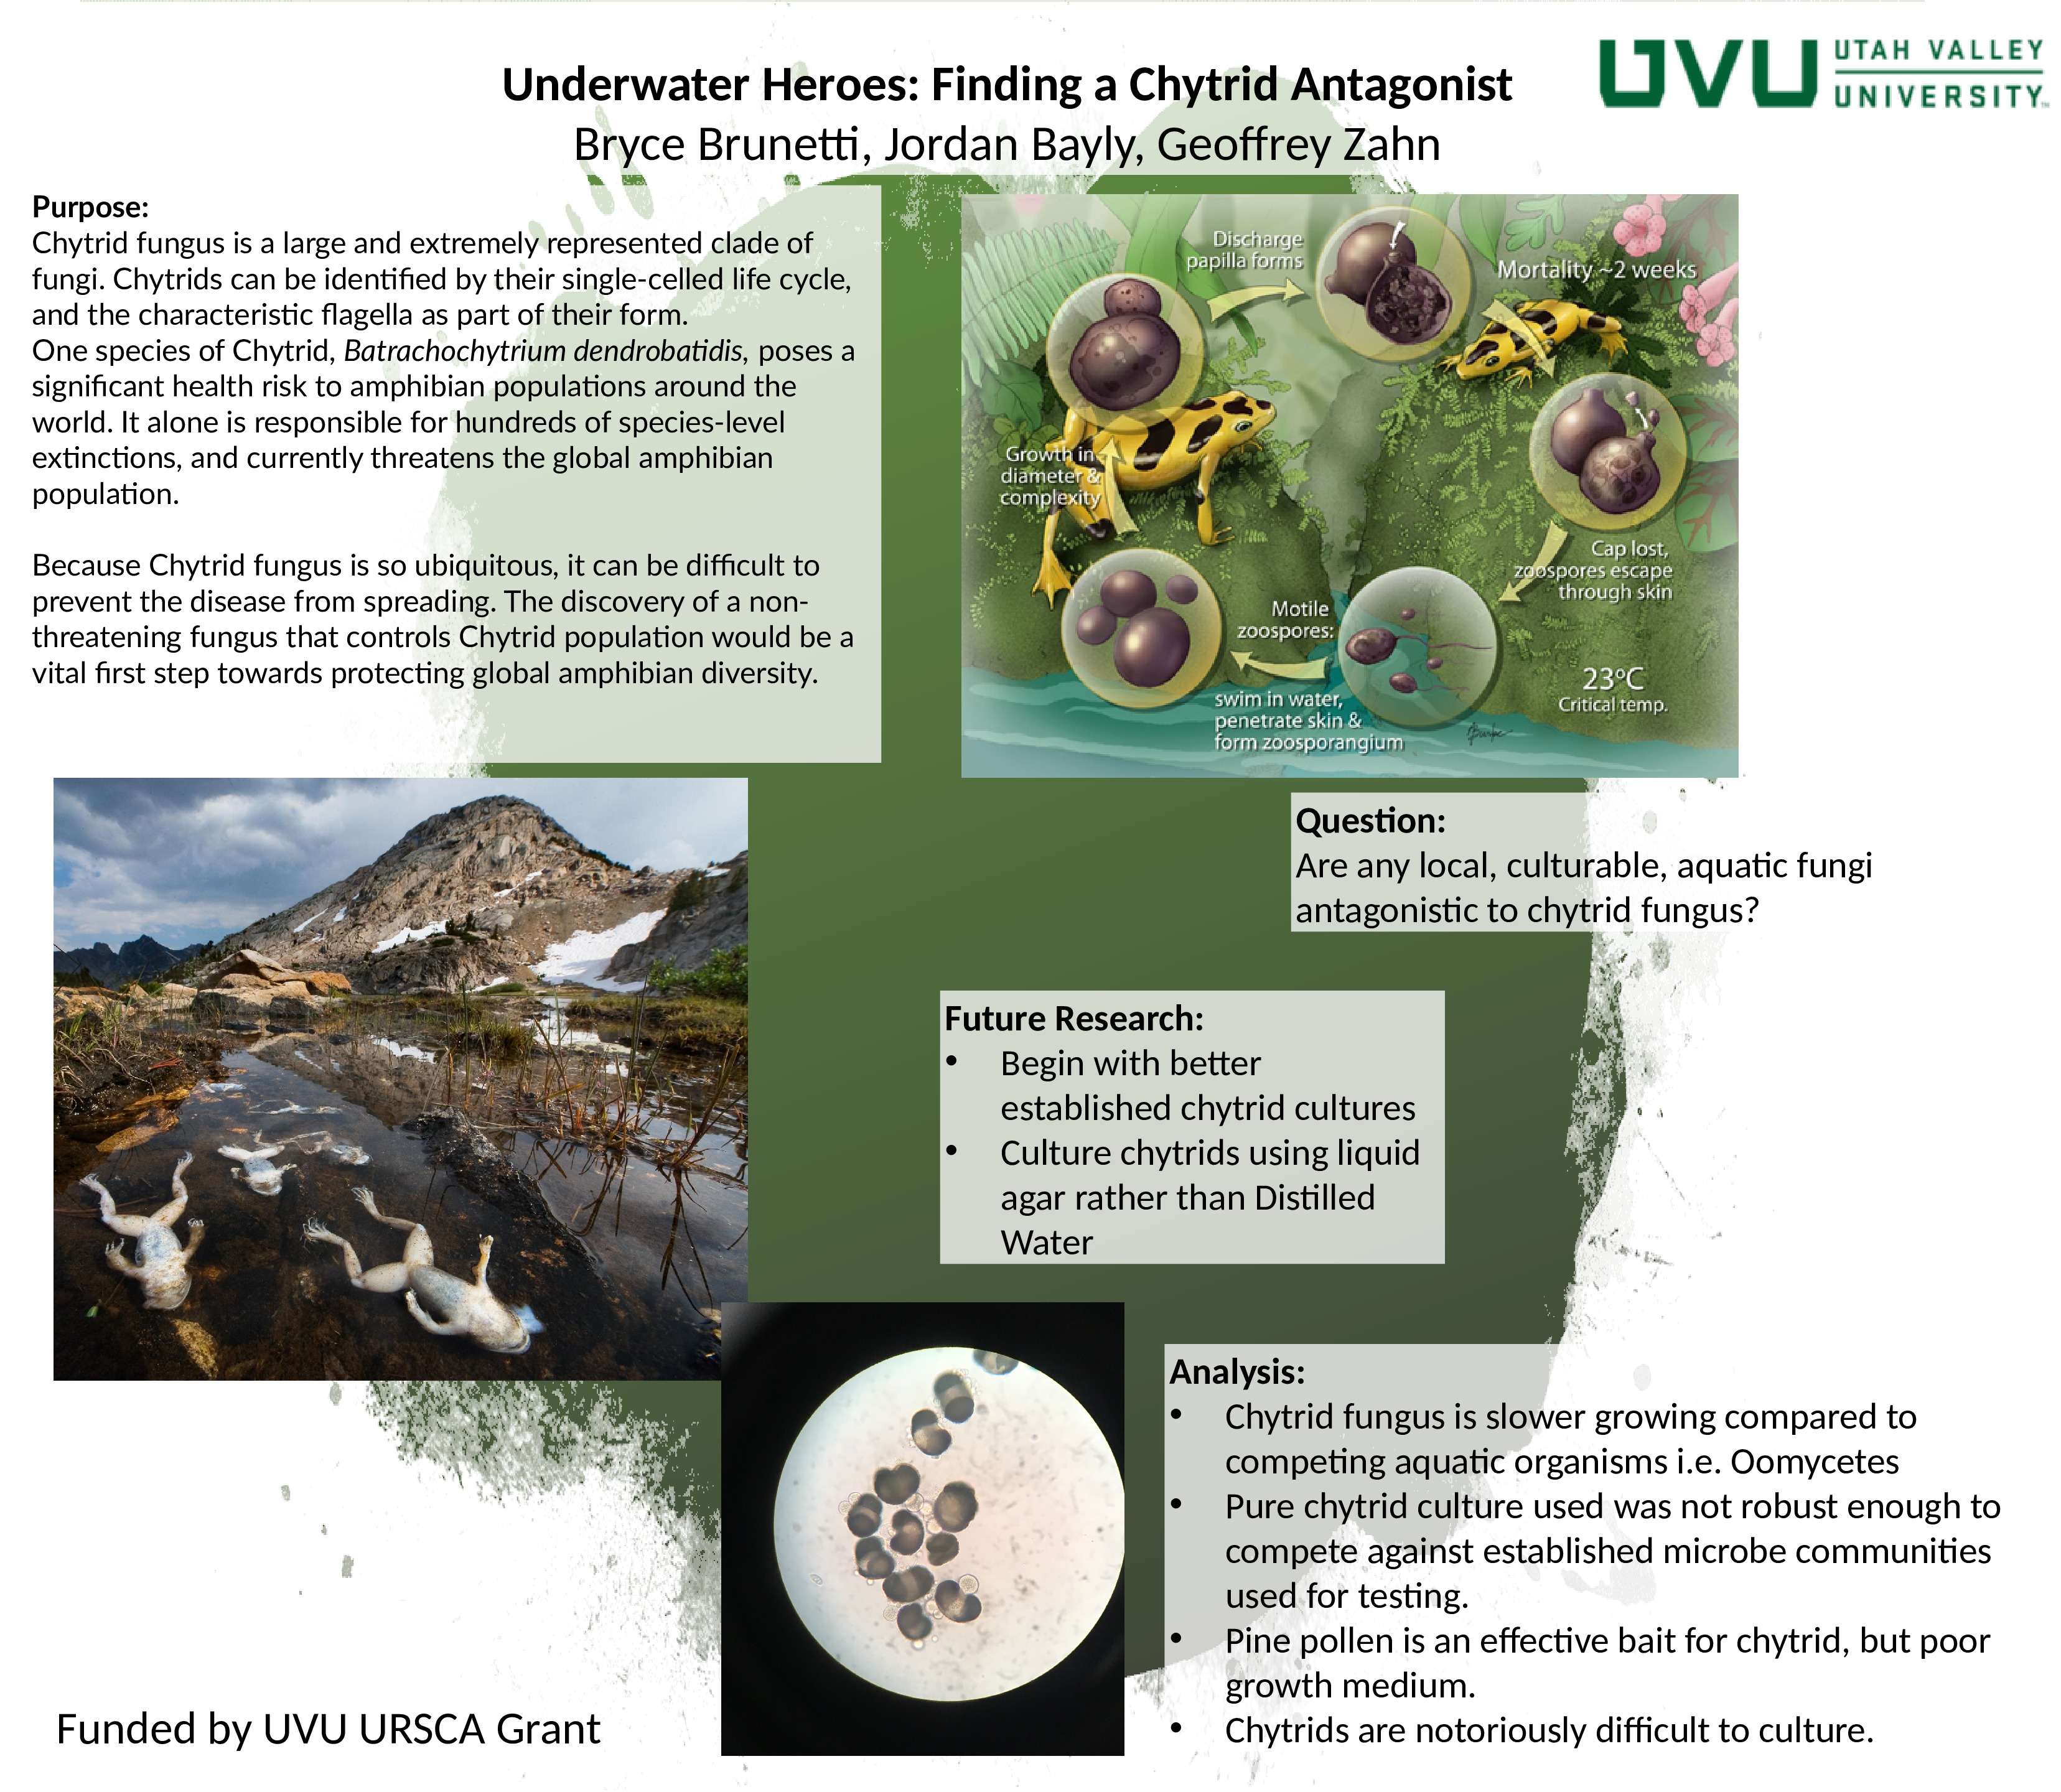 UVU UTAH VALLEY
UNIVERSITY™
Underwater Heroes: Finding a Chytrid Antagonist
Bryce Brunetti, Jordan Bayly, Geoffrey Zahn
Purpose:
Chytrid fungus is a large and extremely represented clade of
fungi. Chytrids can be identified by their single-celled life cycle,
and the characteristic flagella as part of their form.
One species of Chytrid, Batrachochytrium dendrobatidis, poses a
significant health risk to amphibian populations around the
world. It alone is responsible for hundreds of species-level
extinctions, and currently threatens the global amphibian
population.
Because Chytrid fungus is so ubiquitous, it can be difficult to
prevent the disease from spreading. The discovery of a non-
threatening fungus that controls Chytrid population would be a
vital first step towards protecting global amphibian diversity.
Discharge
papilla forms
Mortality ~2 weeks
Growth in
diameter &
complexity
Cap lost,
zoospores escape
through skin
Motile
zoospores:
swim in water,
penetrate skin &
form zoosporangium
23°C
Critical temp.
Question:
Are any local, culturable, aquatic fungi
antagonistic to chytrid fungus?
Future Research:
• Begin with better
established chytrid cultures
• Culture chytrids using liquid
agar rather than Distilled
Water
Analysis:
• Chytrid fungus is slower growing compared to
competing aquatic organisms i.e. Oomycetes
• Pure chytrid culture used was not robust enough to
compete against established microbe communities
used for testing.
• Pine pollen is an effective bait for chytrid, but poor
growth medium.
• Chytrids are notoriously difficult to culture.
Funded by UVU URSCA Grant